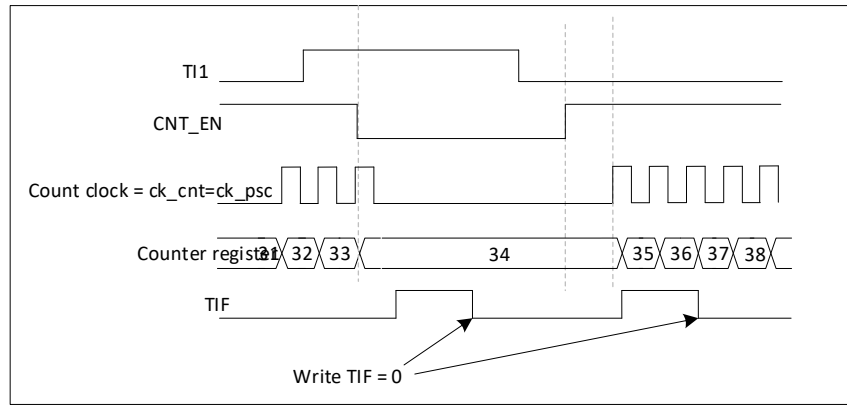 TI1
CNT_EN
Count clock = ck_cnt=ck_psc
Counter register 31 32 33 34 35 36 37 38
TIF
Write TIF = 0